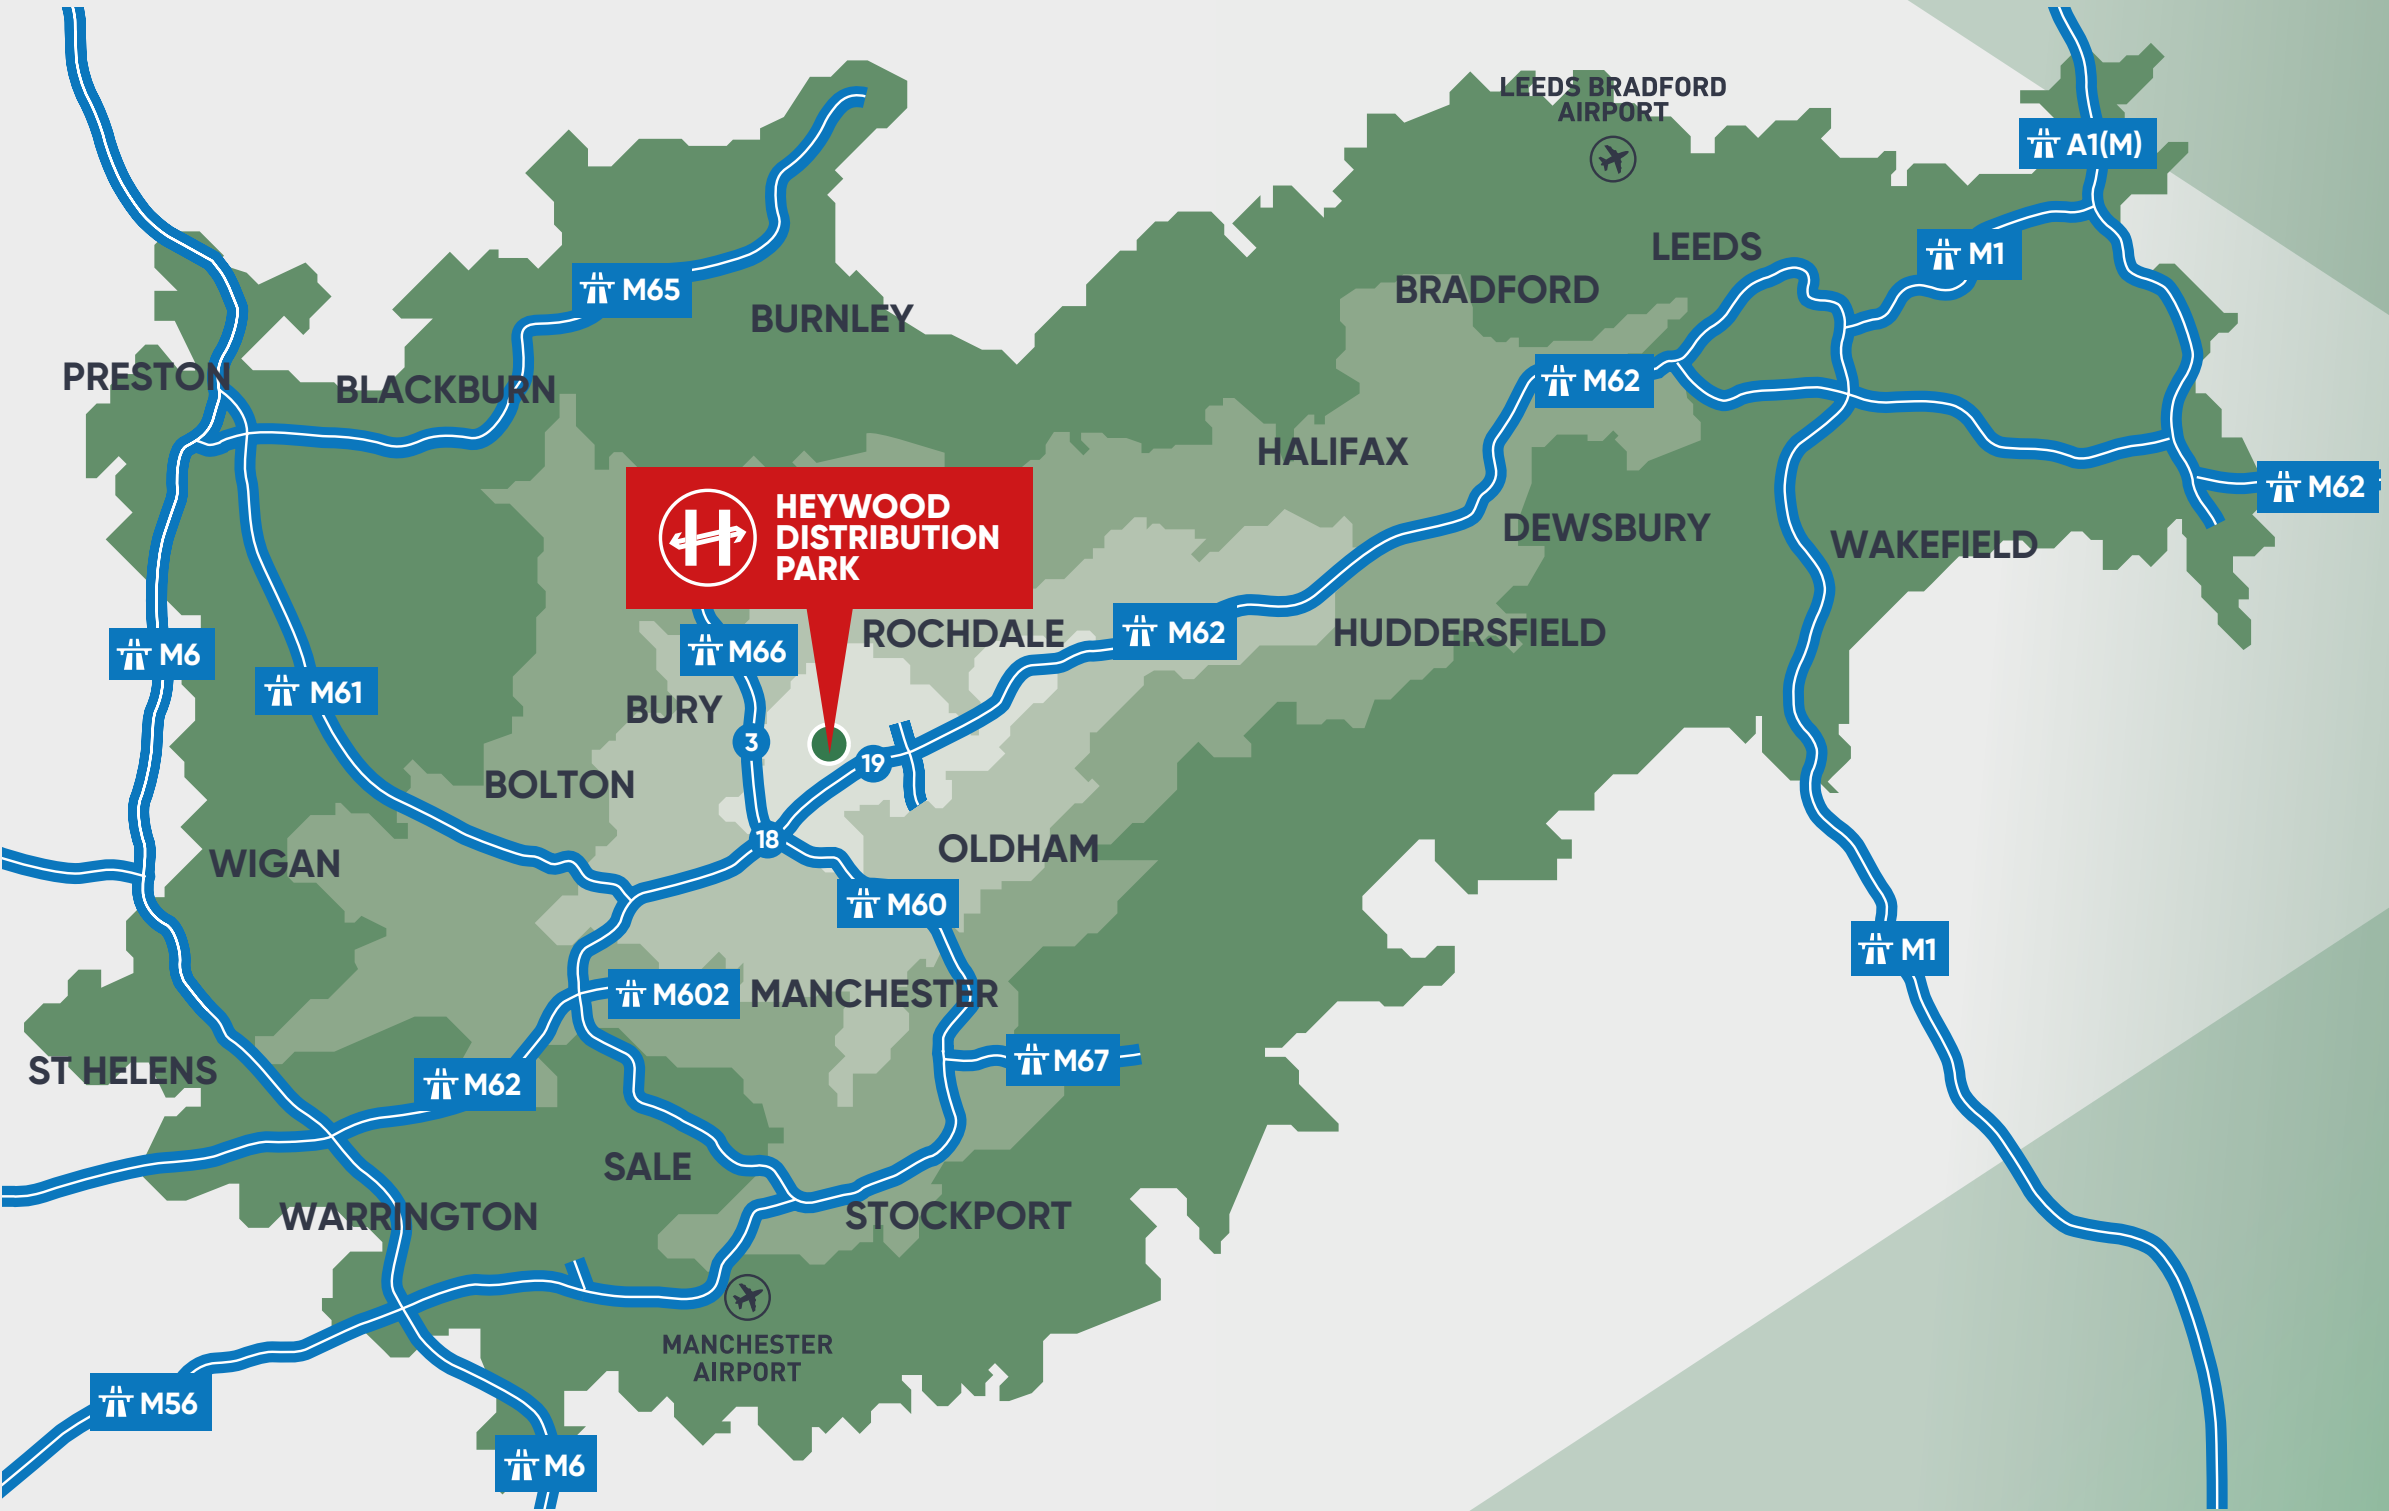 LEEDS BRADFORD
AIRPORT
A1(M)
LEEDS
M1
M65
BRADFORD
BURNLEY
PRESTON
BLACKBURN
M62
HALIFAX
M62
HEYWOOD
DISTRIBUTION
PARK
DEWSBURY
WAKEFIELD
M6
M66
ROCHDALE
M62
HUDDERSFIELD
M61
BURY
3
19
BOLTON
18
OLDHAM
WIGAN
M60
M1
M602
MANCHESTER
ST HELENS
M62
M67
SALE
WARRINGTON
STOCKPORT
MANCHESTER
AIRPORT
M56
M6